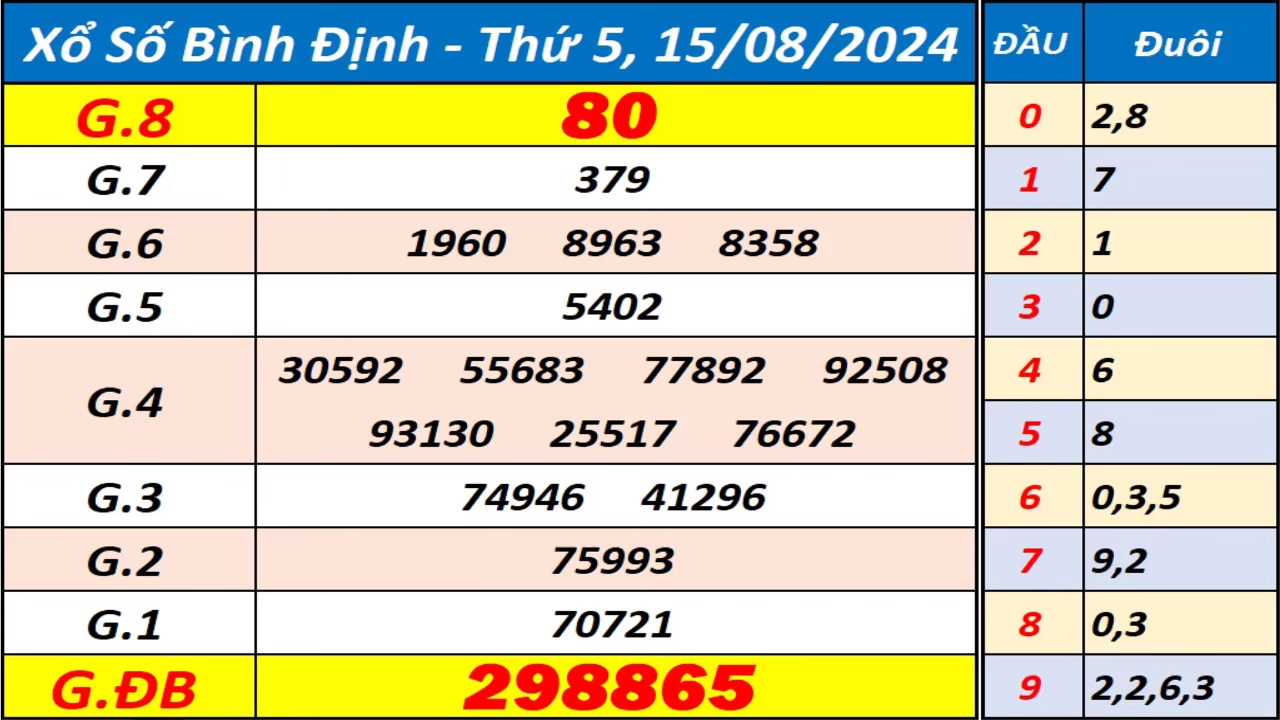 Xổ Số Bình Định - Thứ 5, 15/08/2024
G.8 80
G.7 379
G.6 1960 8963 8358
G.5 5402
G.4 30592 55683 77892 92508
93130 25517 76672
G.3 74946 41296
G.2 75993
G.1 70721
G.ĐB 298865
ĐẦU Đuôi
0 2,8
1 7
2 1
3 0
4 6
5 8
6 0,3,5
7 9,2
8 0,3
9 2,2,6,3